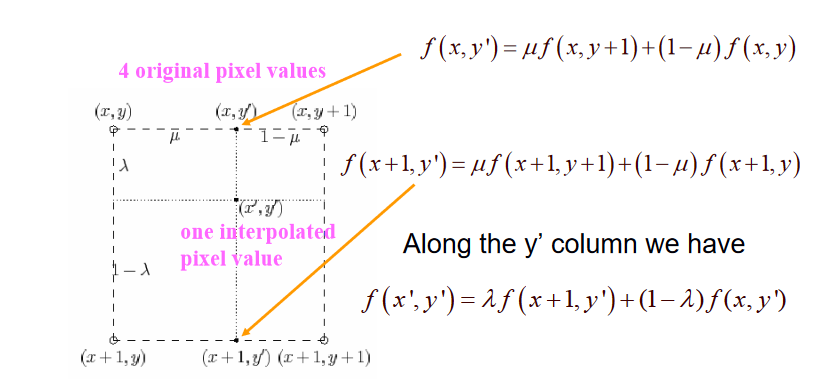 f(x,y')=μf(x,y+1)+(1−μ)f(x,y)
4 original pixel values
(x,y) (x,y') (x,y+1)
μ 1−μ
λ
f(x+1,y')=μf(x+1,y+1)+(1−μ)f(x+1,y)
(x',y')
one interpolated
pixel value
Along the y’ column we have
1−λ
f(x',y')=λf(x+1,y')+(1−λ)f(x,y')
(x+1,y) (x+1,y') (x+1,y+1)